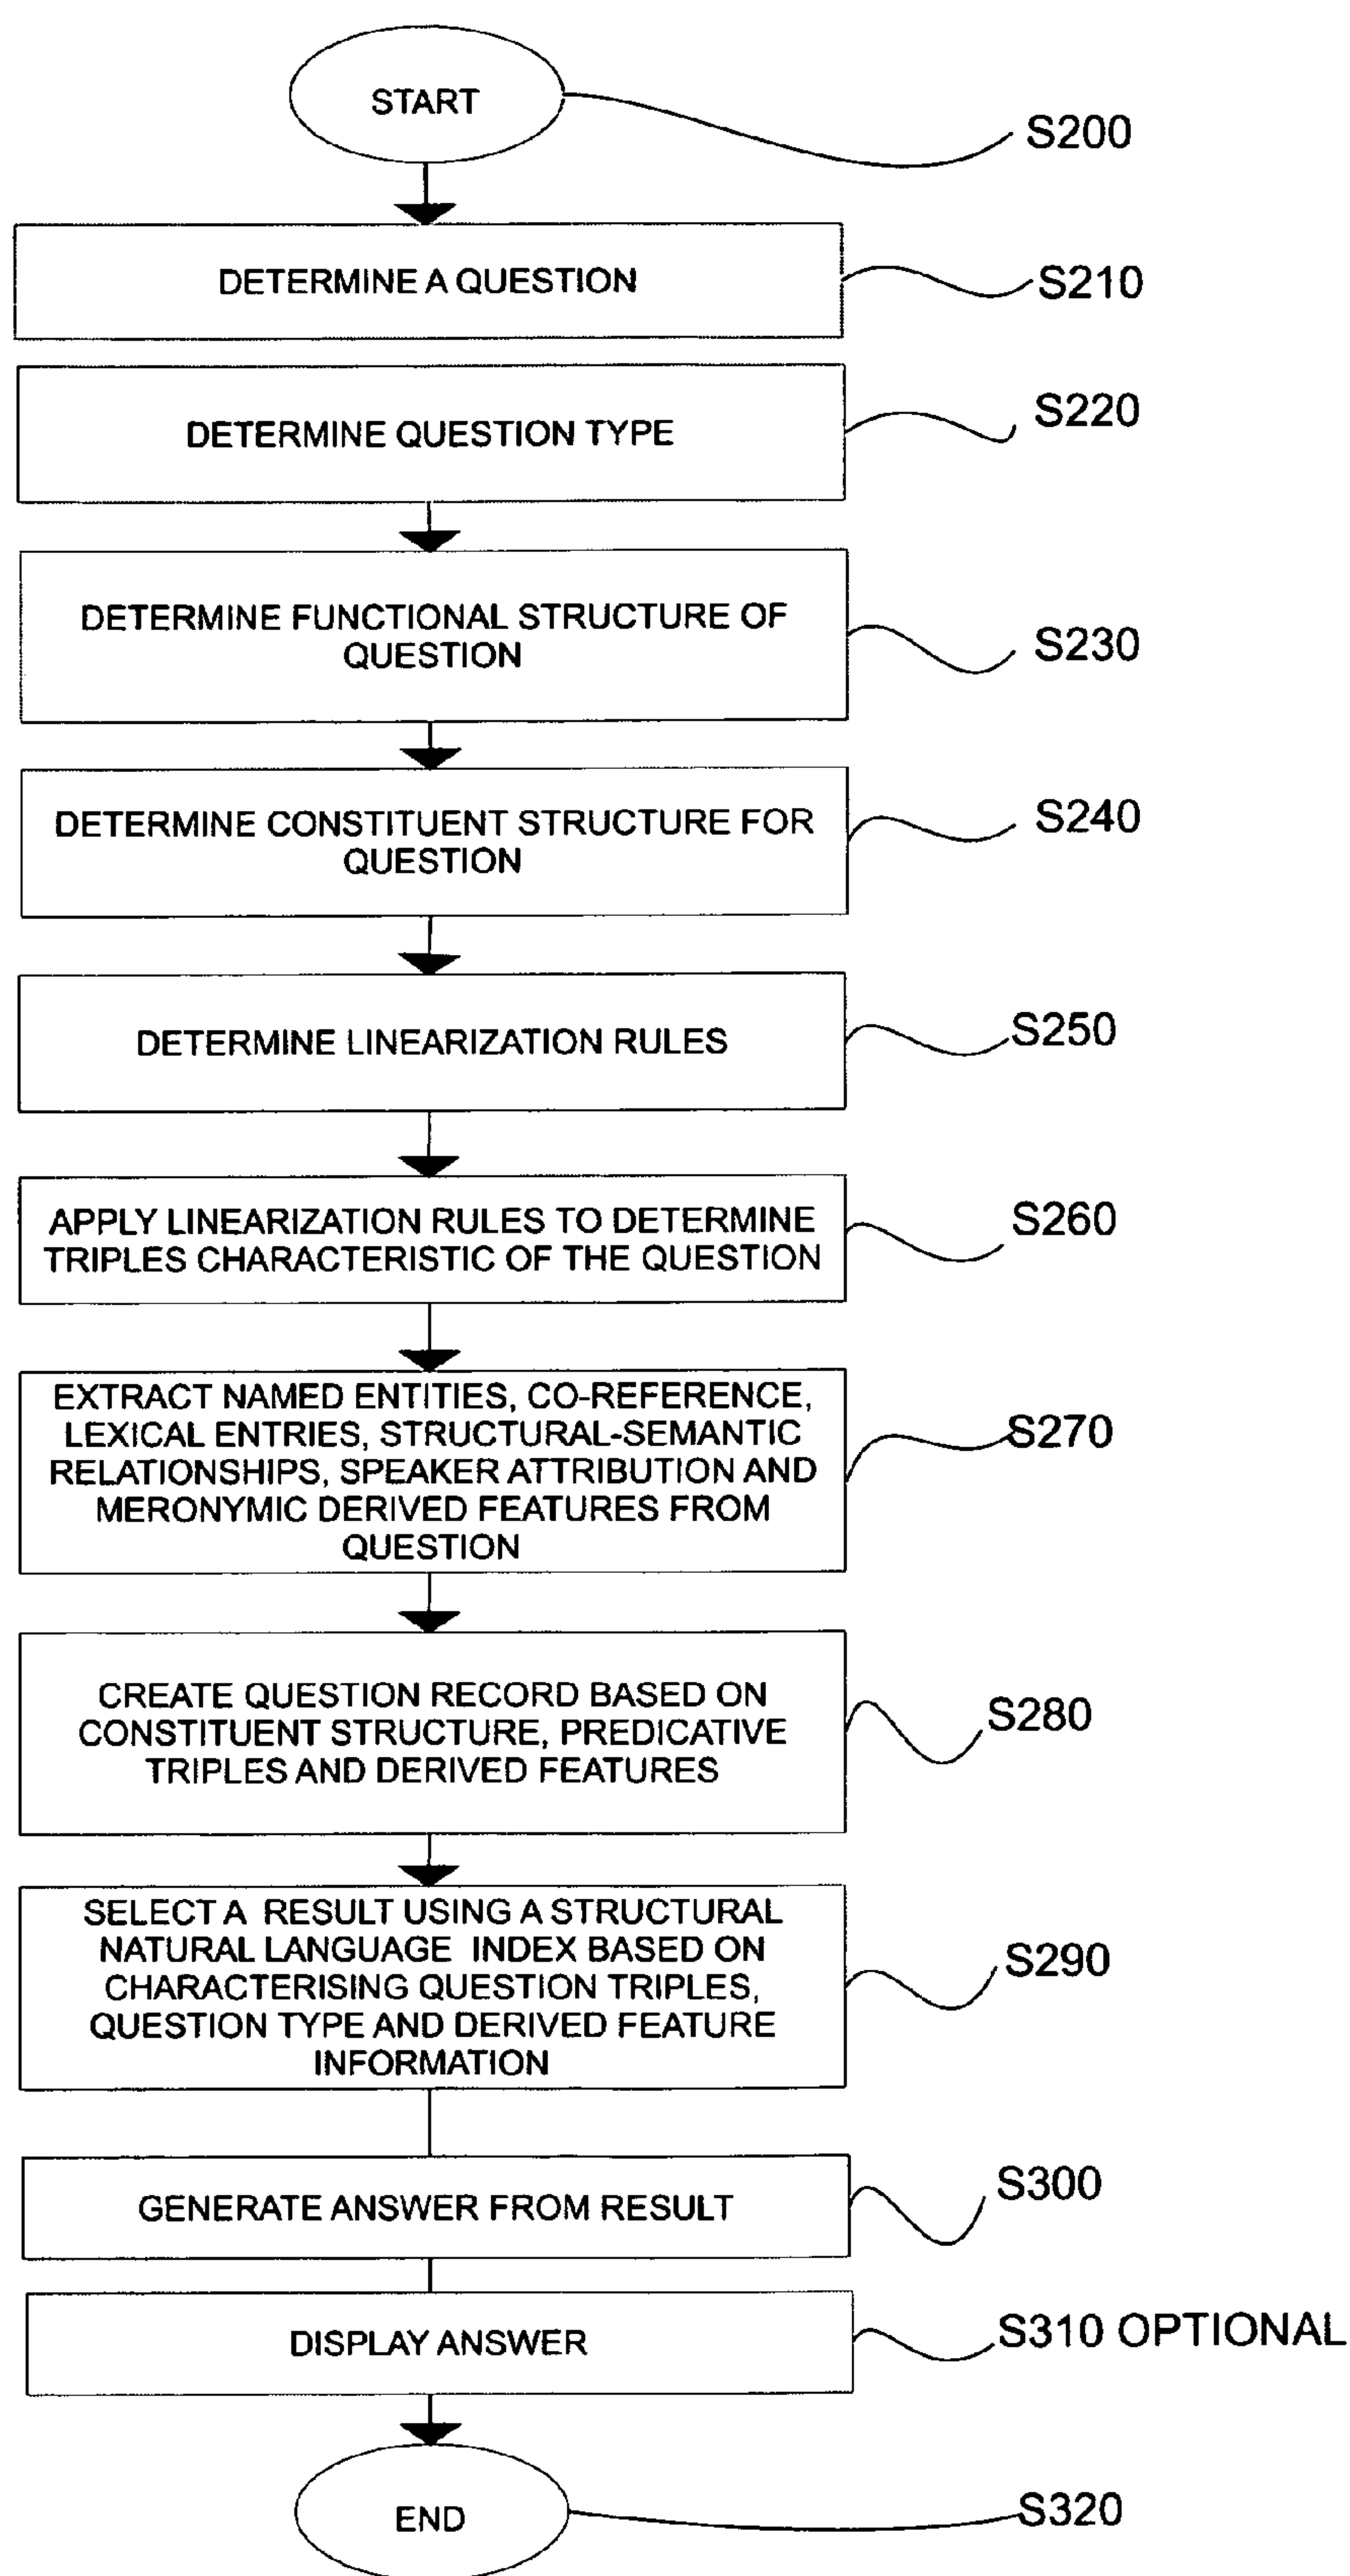 START
S200
DETERMINE A QUESTION
S210
DETERMINE QUESTION TYPE
S220
DETERMINE FUNCTIONAL STRUCTURE OF
QUESTION
S230
DETERMINE CONSTITUENT STRUCTURE FOR
QUESTION
S240
DETERMINE LINEARIZATION RULES
S250
APPLY LINEARIZATION RULES TO DETERMINE
TRIPLES CHARACTERISTIC OF THE QUESTION
S260
EXTRACT NAMED ENTITIES, CO-REFERENCE,
LEXICAL ENTRIES, STRUCTURAL-SEMANTIC
RELATIONSHIPS, SPEAKER ATTRIBUTION AND
MERONYMIC DERIVED FEATURES FROM
QUESTION
S270
CREATE QUESTION RECORD BASED ON
CONSTITUENT STRUCTURE, PREDICATIVE
TRIPLES AND DERIVED FEATURES
S280
SELECT A RESULT USING A STRUCTURAL
NATURAL LANGUAGE INDEX BASED ON
CHARACTERISING QUESTION TRIPLES,
QUESTION TYPE AND DERIVED FEATURE
INFORMATION
S290
GENERATE ANSWER FROM RESULT
S300
DISPLAY ANSWER
S310 OPTIONAL
END
S320